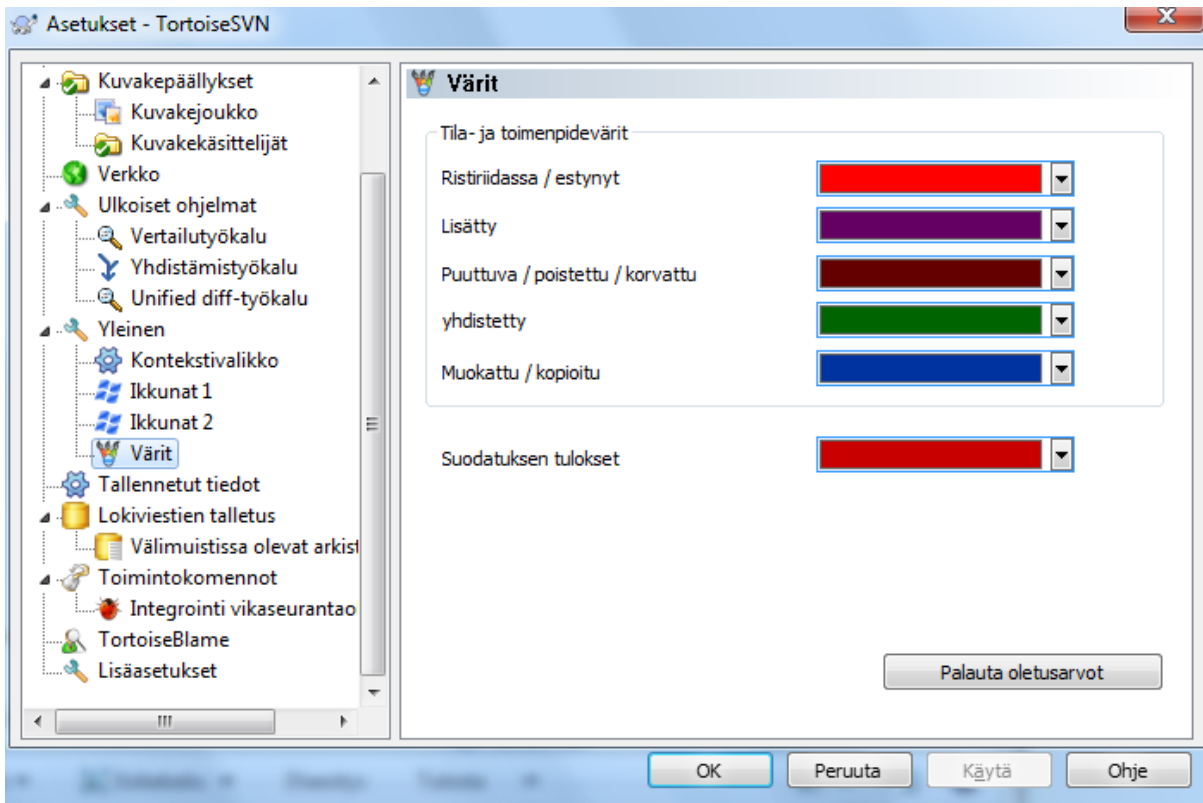 Asetukset - TortoiseSVN
Kuvakepäällykset
Kuvakejoukko
Kuvakekäsittelijät
Verkko
Ulkoiset ohjelmat
Vertailutyökalu
Yhdistämistyökalu
Unified diff-työkalu
Yleinen
Kontekstivalikko
Ikkunat 1
Ikkunat 2
Värit
Tallennetut tiedot
Lokiviestien talletus
Välimuistissa olevat arkist
Toimintokomennot
Integrointi vikaseurantao
TortoiseBlame
Lisäasetukset
Värit
Tila- ja toimenpidevärit
Ristiriidassa / estynyt
Lisätty
Puuttuva / poistettu / korvattu
yhdistetty
Muokattu / kopioitu
Suodatuksen tulokset
Palauta oletusarvot
OK
Peruuta
Käytä
Ohje